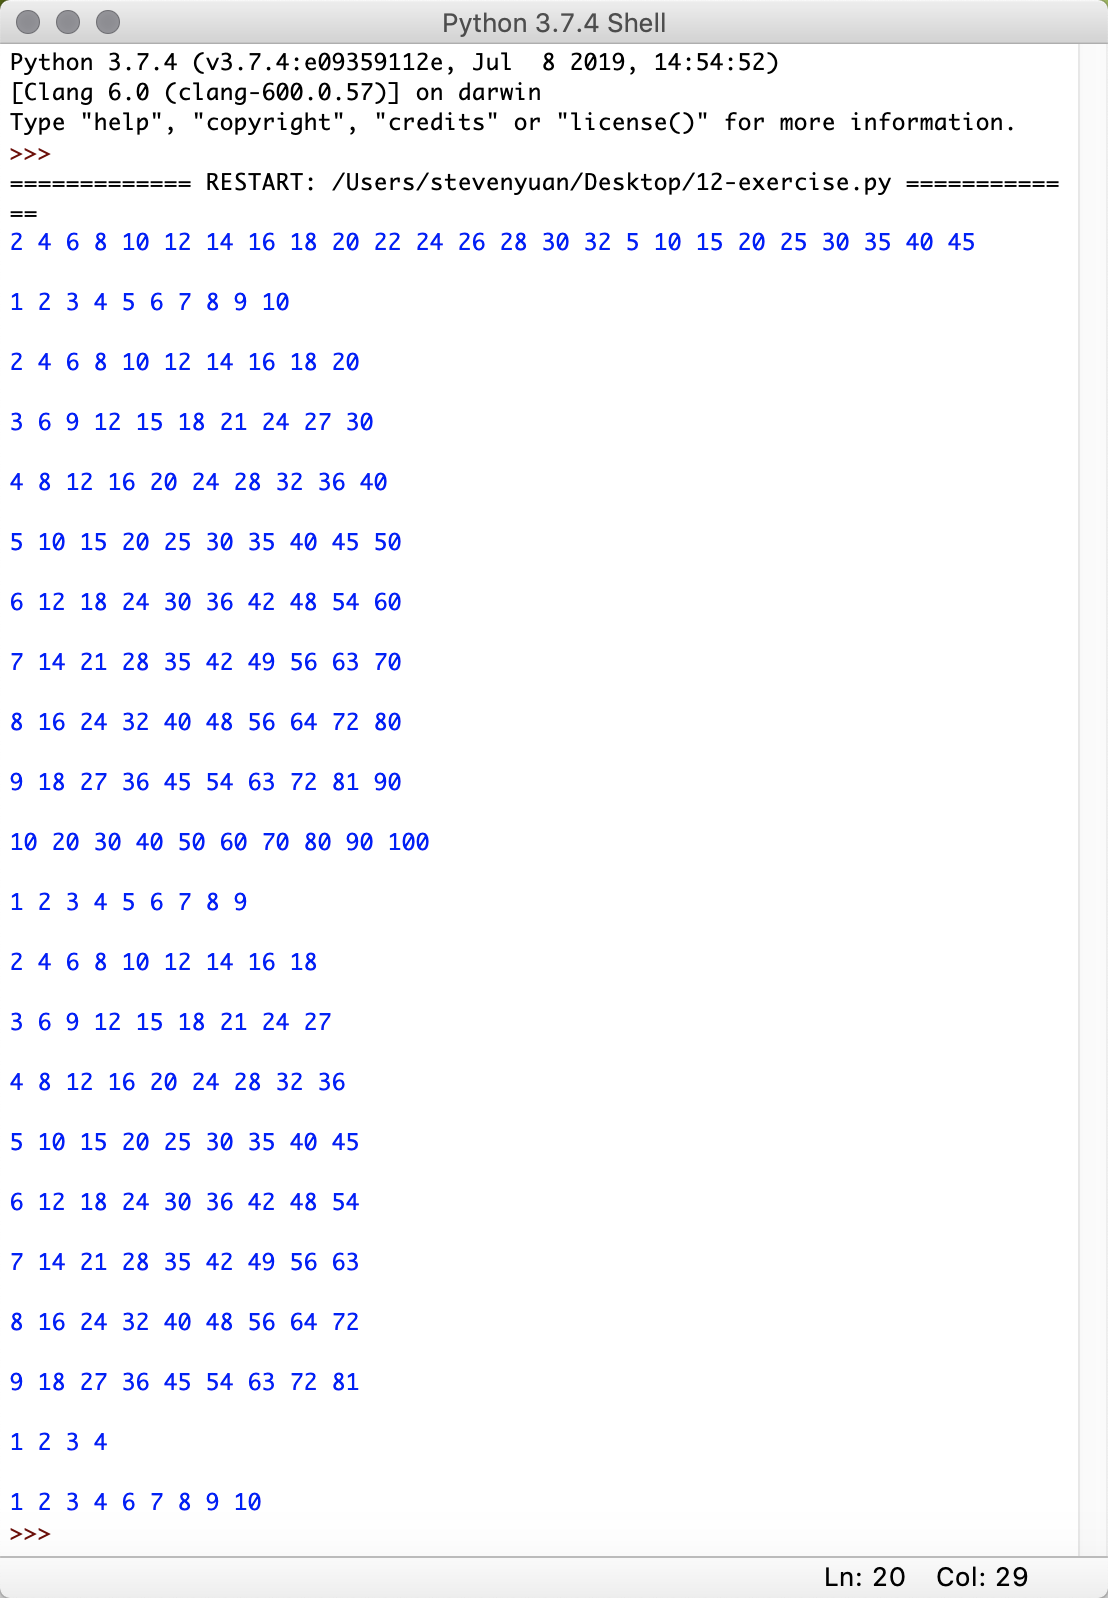 Python 3.7.4 Shell
Python 3.7.4 (v3.7.4:e09359112e, Jul  8 2019, 14:54:52)
[Clang 6.0 (clang-600.0.57)] on darwin
Type "help", "copyright", "credits" or "license()" for more information.
>>>
============= RESTART: /Users/stevenyuan/Desktop/12-exercise.py ===========
==
2 4 6 8 10 12 14 16 18 20 22 24 26 28 30 32 5 10 15 20 25 30 35 40 45
1 2 3 4 5 6 7 8 9 10
2 4 6 8 10 12 14 16 18 20
3 6 9 12 15 18 21 24 27 30
4 8 12 16 20 24 28 32 36 40
5 10 15 20 25 30 35 40 45 50
6 12 18 24 30 36 42 48 54 60
7 14 21 28 35 42 49 56 63 70
8 16 24 32 40 48 56 64 72 80
9 18 27 36 45 54 63 72 81 90
10 20 30 40 50 60 70 80 90 100
1 2 3 4 5 6 7 8 9
2 4 6 8 10 12 14 16 18
3 6 9 12 15 18 21 24 27
4 8 12 16 20 24 28 32 36
5 10 15 20 25 30 35 40 45
6 12 18 24 30 36 42 48 54
7 14 21 28 35 42 49 56 63
8 16 24 32 40 48 56 64 72
9 18 27 36 45 54 63 72 81
1 2 3 4
1 2 3 4 6 7 8 9 10
>>>
Ln: 20 Col: 29